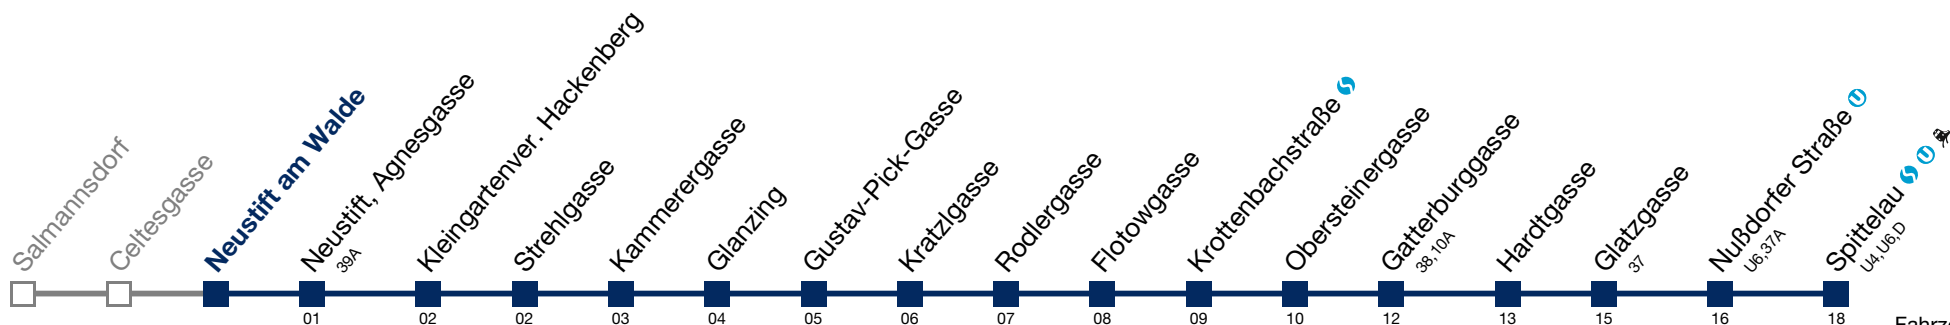 Salmannsdorf
Celtesgasse
Neustift am Walde
Neustift, Agnesgasse
39A
Kleingartenver. Hackenberg
Strehlgasse
Kammerergasse
Glanzing
Gustav-Pick-Gasse
Kratzlgasse
Rodlergasse
Flotowgasse
Krottenbachstraße S
Obersteinergasse
Gatterburggasse
38,10A
Hardtgasse
Glatzgasse
37
Nußdorfer Straße U
U6,37A
Spittelau S U
U4,U6,D
01 02 02 03 04 05 06 07 08 09 10 12 13 15 16 18